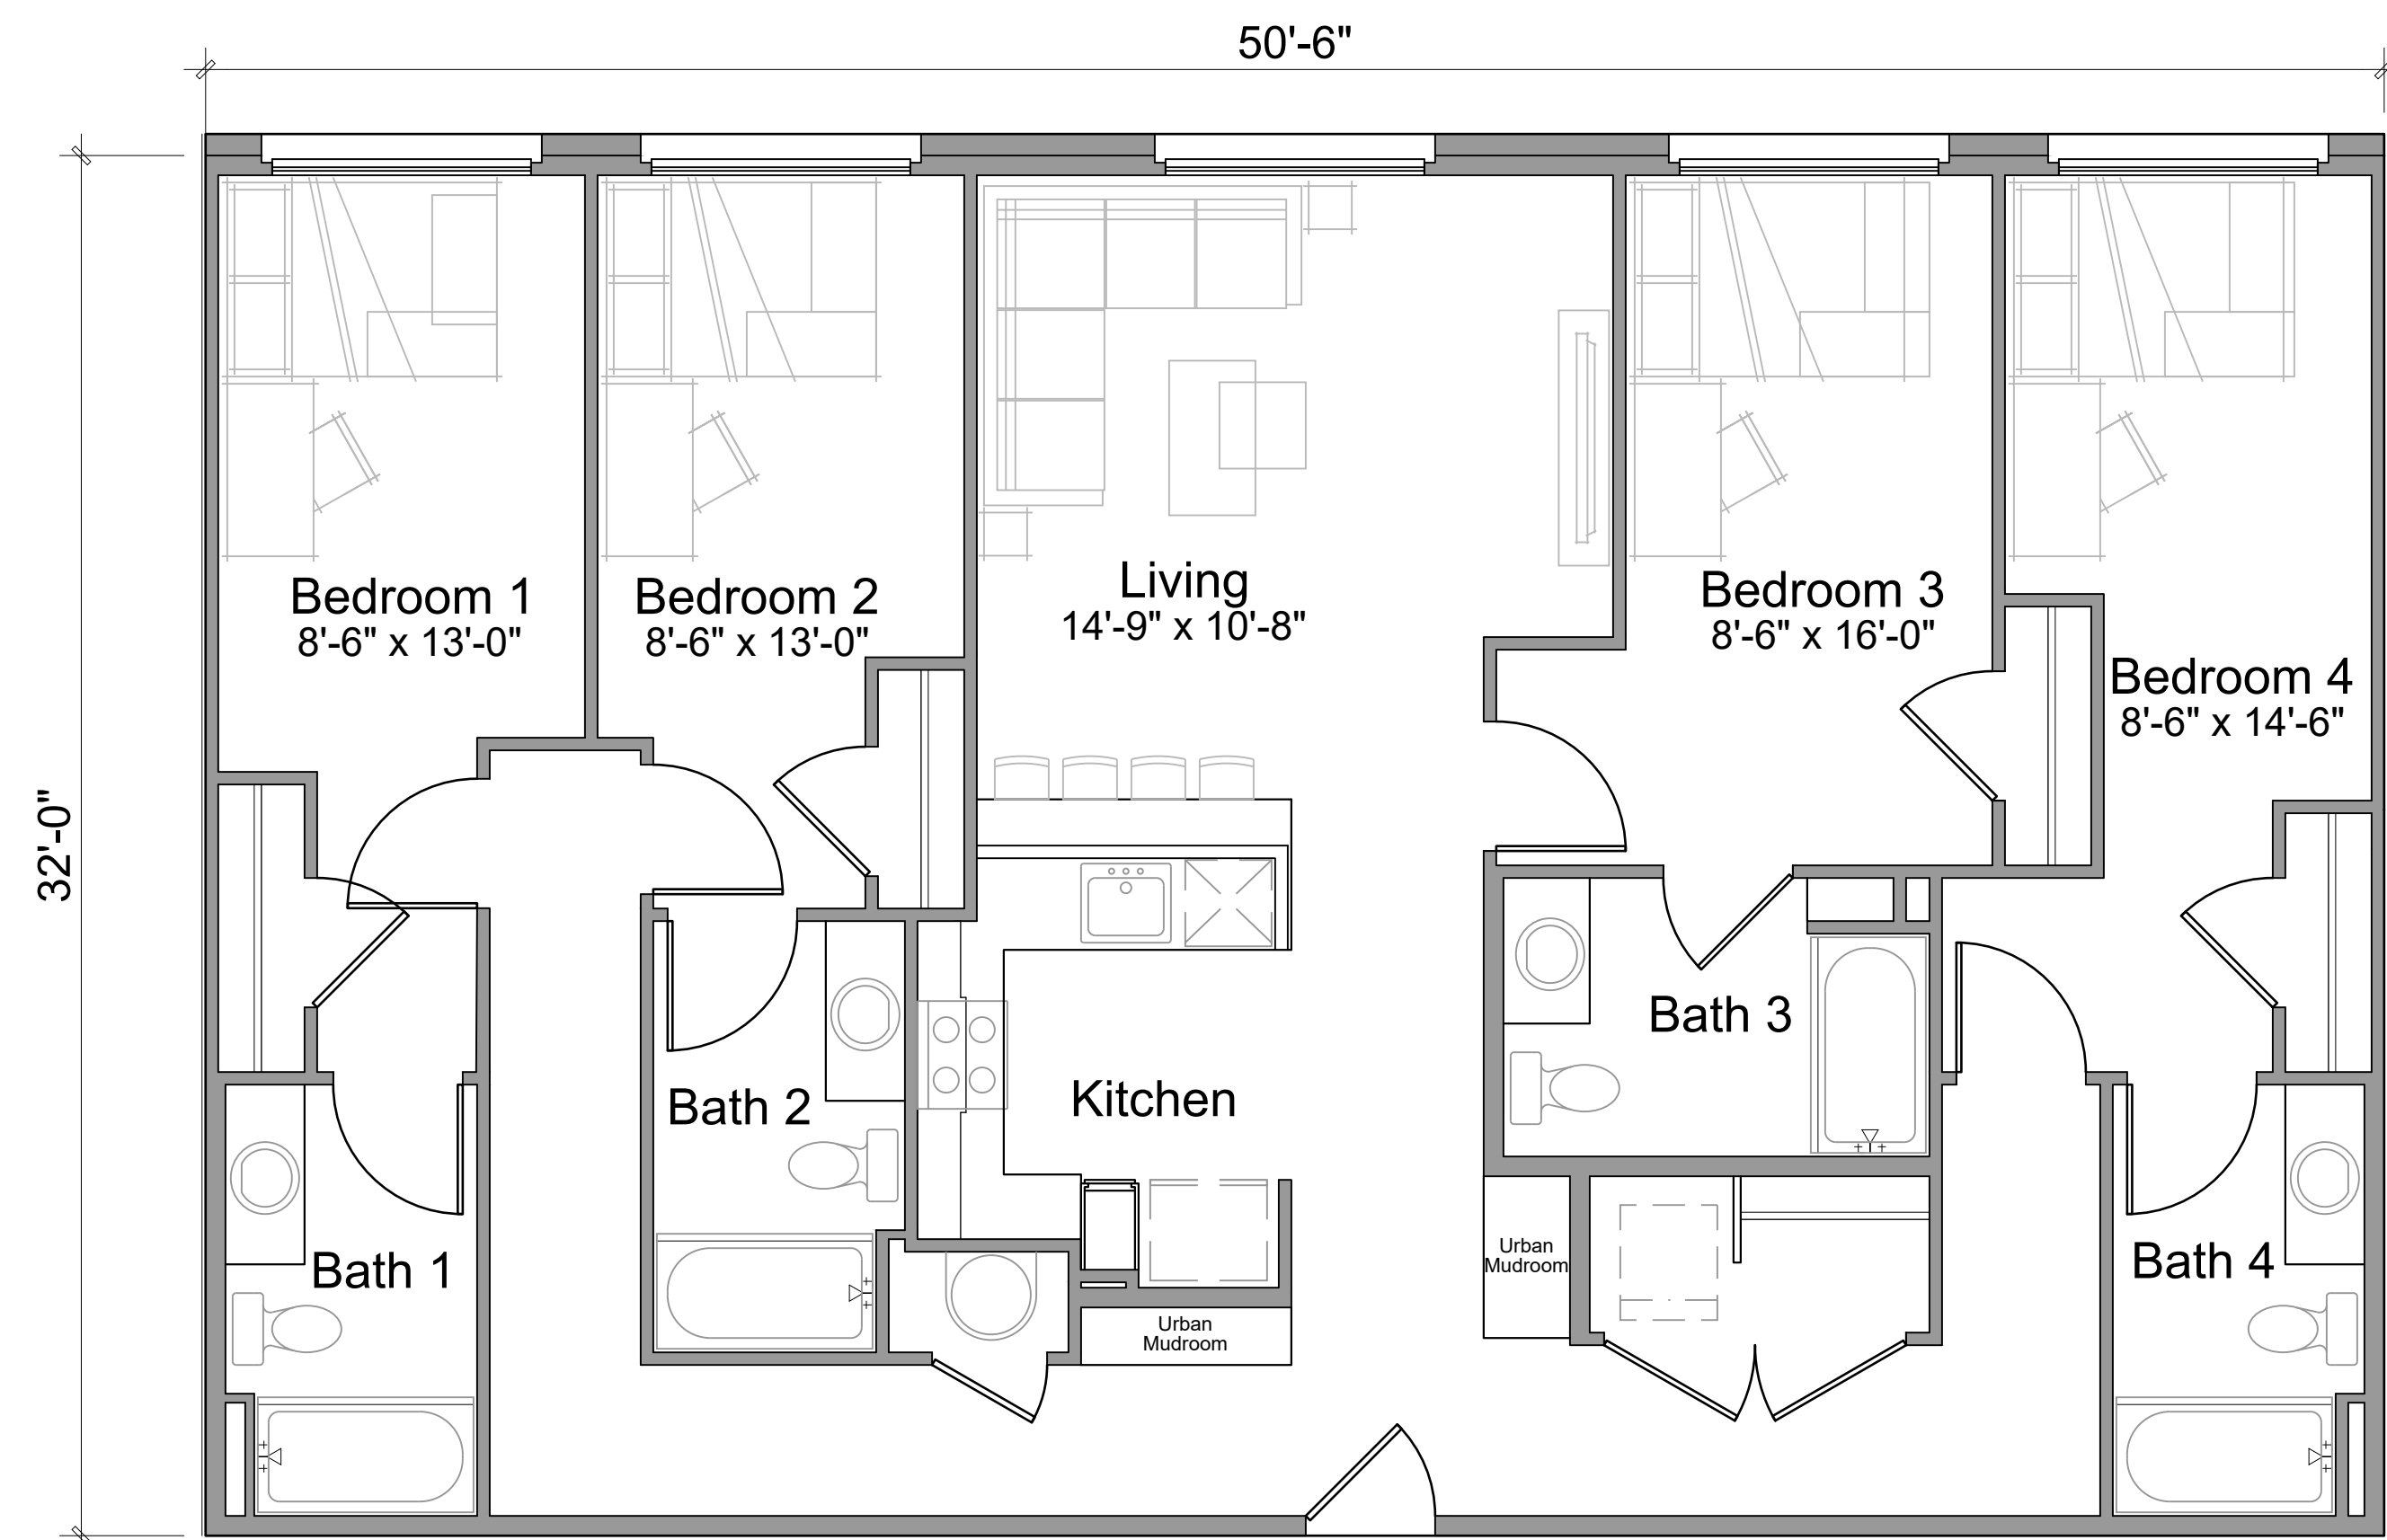 50'-6"
32'-0"
Bedroom 1
8'-6" x 13'-0"
Bedroom 2
8'-6" x 13'-0"
Living
14'-9" x 10'-8"
Bedroom 3
8'-6" x 16'-0"
Bedroom 4
8'-6" x 14'-6"
Bath 1
Bath 2
Kitchen
Bath 3
Bath 4
Urban
Mudroom
Urban
Mudroom